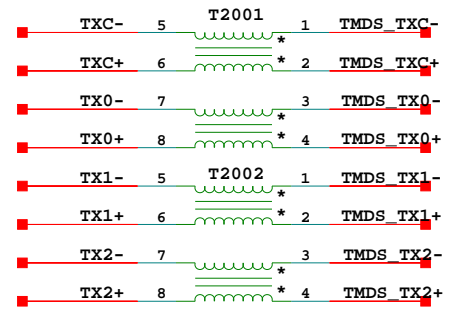 T2001
TXC- 5 * 1 TMDS_TXC-
TXC+ 6 * 2 TMDS_TXC+
TX0- 7 * 3 TMDS_TX0-
TX0+ 8 * 4 TMDS_TX0+
T2002
TX1- 5 * 1 TMDS_TX1-
TX1+ 6 * 2 TMDS_TX1+
TX2- 7 * 3 TMDS_TX2-
TX2+ 8 * 4 TMDS_TX2+